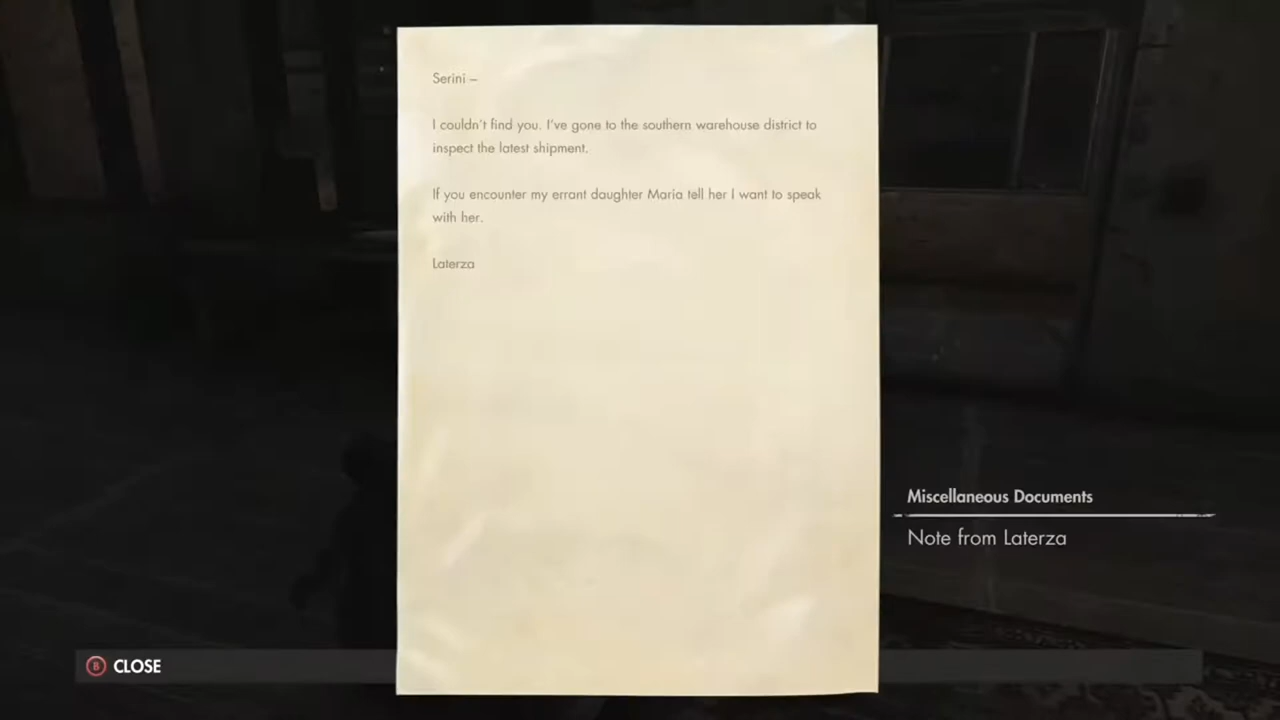 Serini –
I couldn't find you. I've gone to the southern warehouse district to
inspect the latest shipment.
If you encounter my errant daughter Maria tell her I want to speak
with her.
Laterza
Miscellaneous Documents
Note from Laterza
B CLOSE